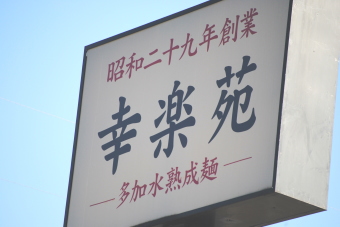 昭和二十九年創業
幸楽苑
多加水熟成麺